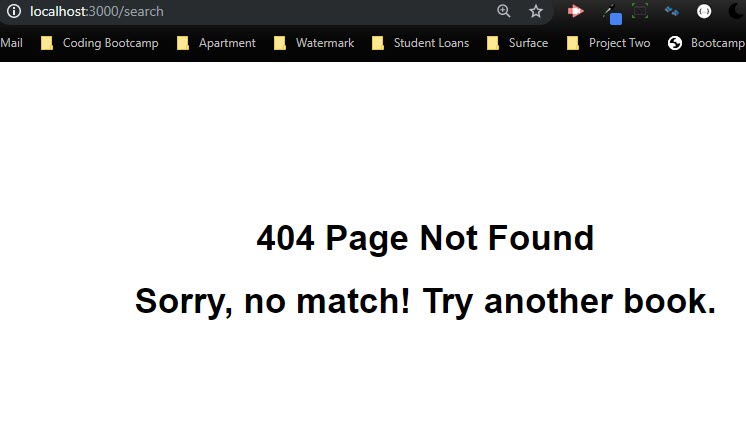 localhost:3000/search
Mail Coding Bootcamp Apartment Watermark Student Loans Surface Project Two Bootcamp
404 Page Not Found
Sorry, no match! Try another book.